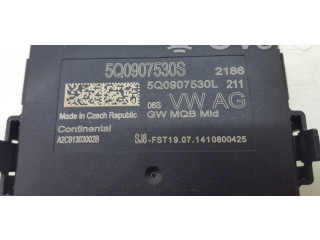 5Q0907530S 2186
5Q0907530L 211
06S VW AG
Made in Czech Republic GW MQB Mid
Continental
A2C91303002B SJ8-FST19.07.1410800425